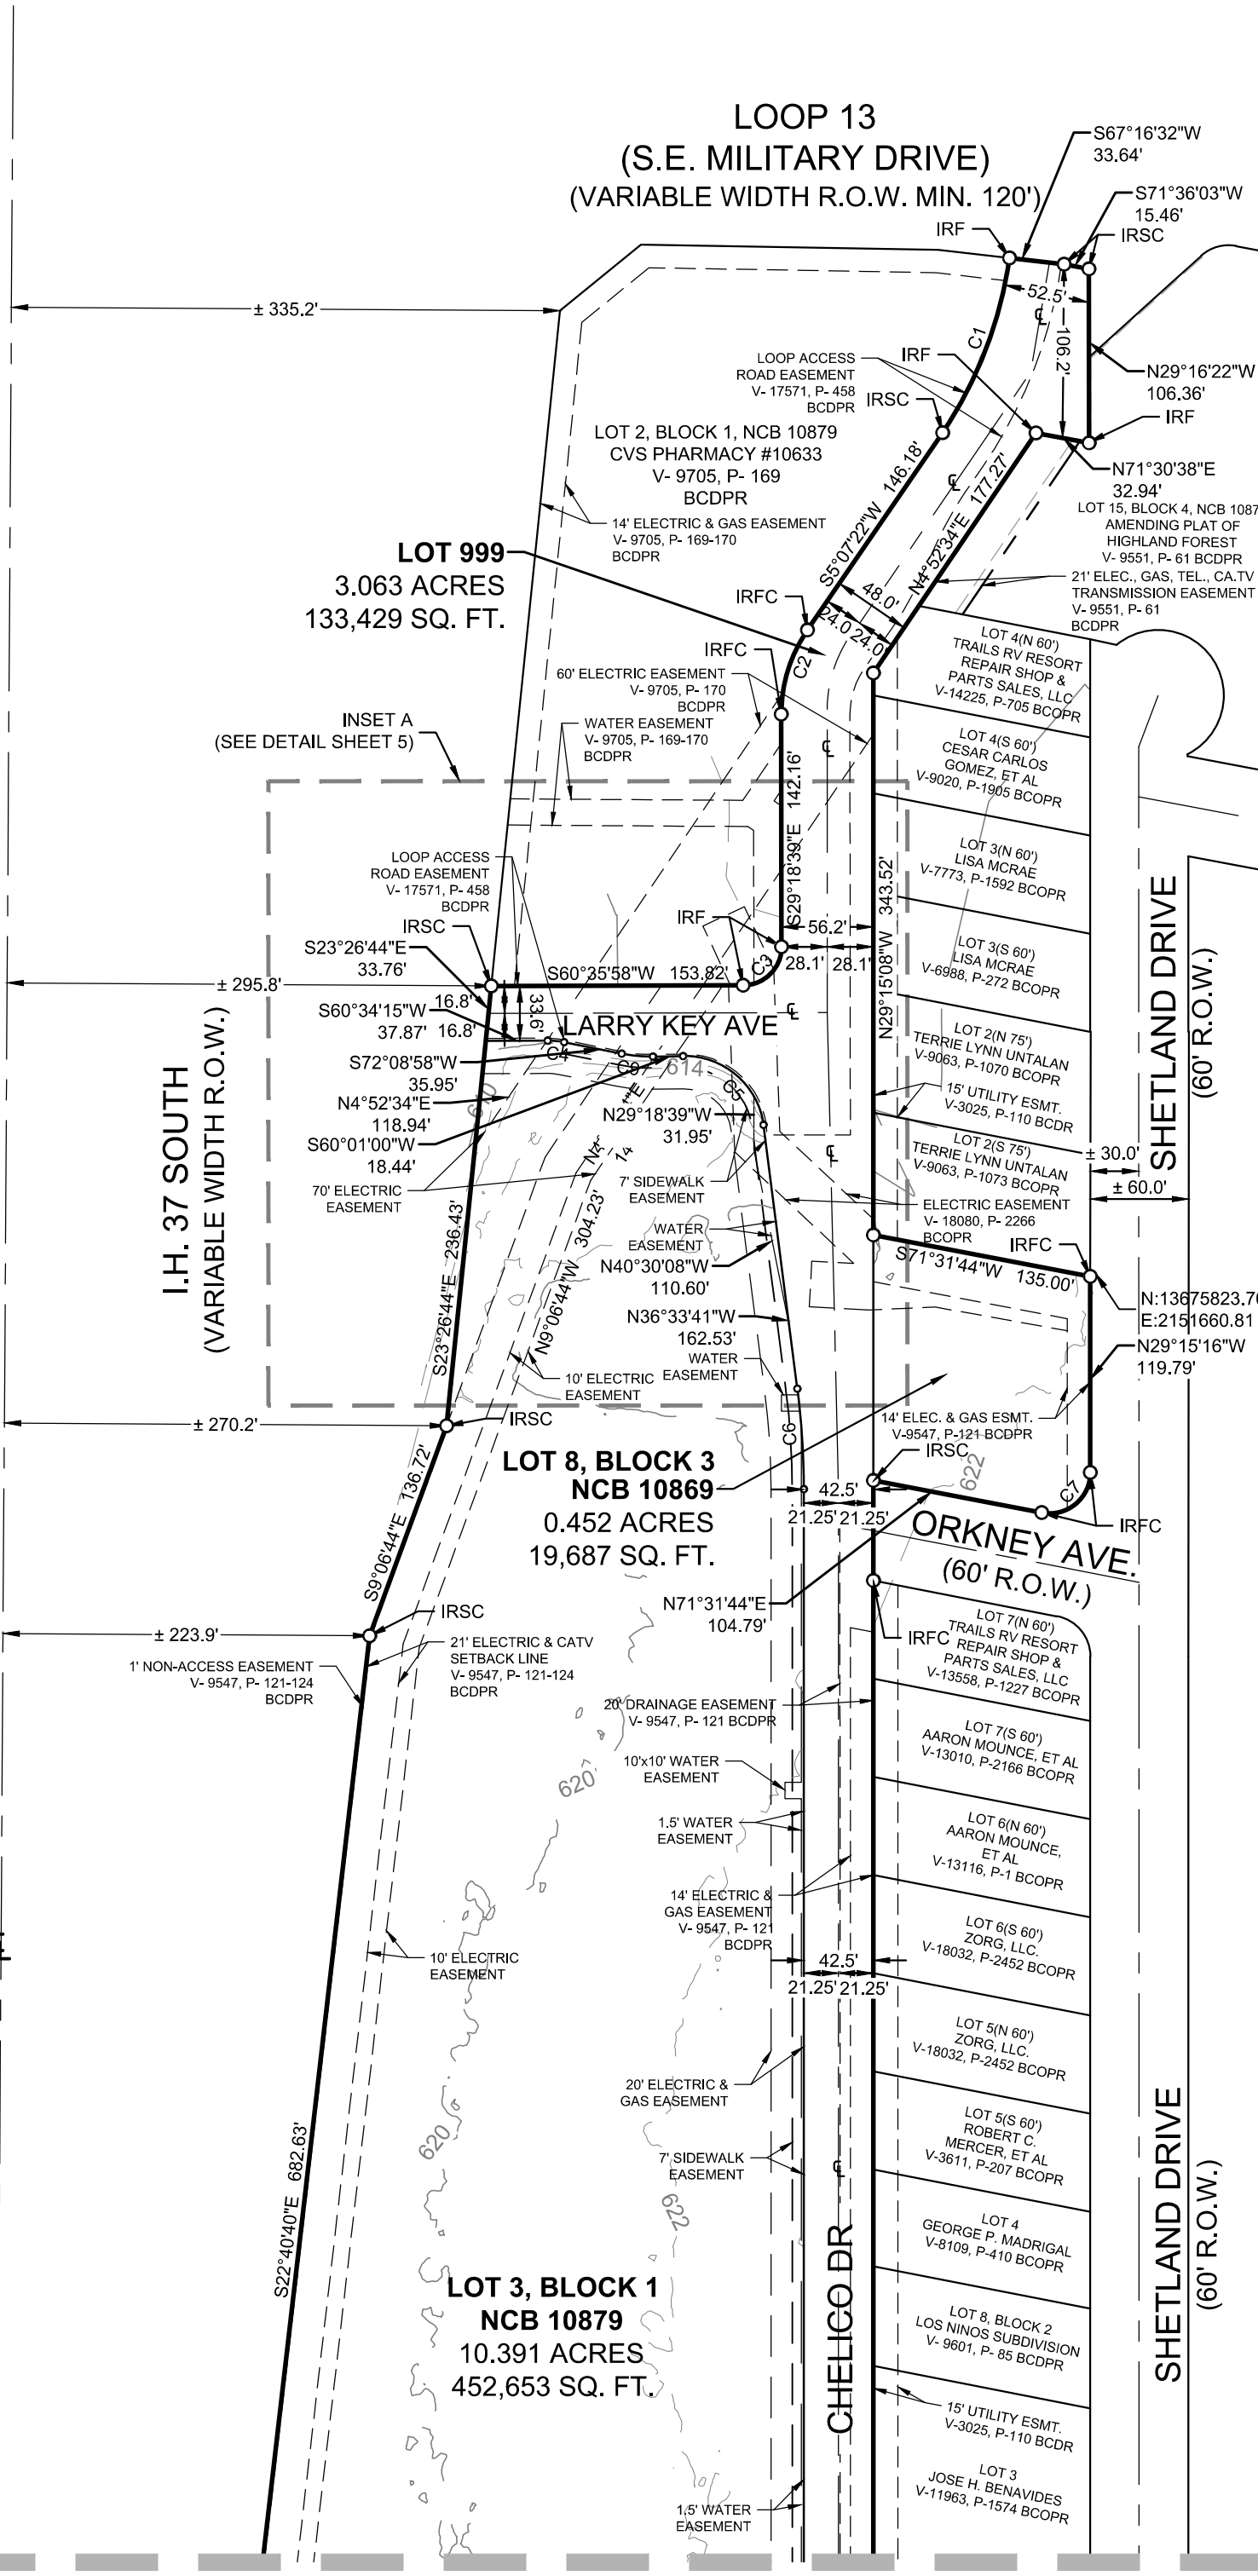 LOOP 13
(S.E. MILITARY DRIVE)
(VARIABLE WIDTH R.O.W. MIN. 120')
S67°16'32"W
33.64'
S71°36'03"W
15.46'
IRSC
IRF
± 335.2'
52.5'
℄
106.2'
C1
LOOP ACCESS
ROAD EASEMENT
V- 17571, P- 458
BCDPR
IRF
IRSC
N29°16'22"W
106.36'
IRF
N71°30'38"E
32.94'
LOT 2, BLOCK 1, NCB 10879
CVS PHARMACY #10633
V- 9705, P- 169
BCDPR
14' ELECTRIC & GAS EASEMENT
V- 9705, P- 169-170
BCDPR
S5°07'22"W 146.18'
℄
N4°52'34"E 177.27'
LOT 15, BLOCK 4, NCB 1087
AMENDING PLAT OF
HIGHLAND FOREST
V- 9551, P- 61 BCDPR
21' ELEC., GAS, TEL., CA.TV
TRANSMISSION EASEMENT
V- 9551, P- 61
BCDPR
LOT 999
3.063 ACRES
133,429 SQ. FT.
48.0'
24.0
24.0'
IRFC
IRFC
C2
60' ELECTRIC EASEMENT
V- 9705, P- 170
BCDPR
WATER EASEMENT
V- 9705, P- 169-170
BCDPR
INSET A
(SEE DETAIL SHEET 5)
LOT 4(N 60')
TRAILS RV RESORT
REPAIR SHOP &
PARTS SALES, LLC
V-14225, P-705 BCOPR
LOT 4(S 60')
CESAR CARLOS
GOMEZ, ET AL
V-9020, P-1905 BCOPR
LOT 3(N 60')
LISA MCRAE
V-7773, P-1592 BCOPR
LOT 3(S 60')
LISA MCRAE
V-6988, P-272 BCOPR
LOT 2(N 75')
TERRIE LYNN UNTALAN
V-9063, P-1070 BCOPR
15' UTILITY ESMT.
V-3025, P-110 BCDR
LOT 2(S 75')
TERRIE LYNN UNTALAN
V-9063, P-1073 BCOPR
℄
S29°18'39"E 142.16'
N29°15'08"W 343.52'
LOOP ACCESS
ROAD EASEMENT
V- 17571, P- 458
BCDPR
IRSC
IRF
S23°26'44"E
33.76'
± 295.8'
S60°35'58"W 153.82'
C3
56.2'
28.1'
28.1'
℄
S60°34'15"W
37.87'
16.8'
16.8'
33.6'
LARRY KEY AVE
C4
C9
614
C5
S72°08'58"W
35.95'
N4°52'34"E
118.94'
S60°01'00"W
18.44'
70' ELECTRIC
EASEMENT
14
N29°18'39"W
31.95'
7' SIDEWALK
EASEMENT
℄
WATER
EASEMENT
ELECTRIC EASEMENT
V- 18080, P- 2266
BCOPR
N40°30'08"W
110.60'
N36°33'41"W
162.53'
WATER
EASEMENT
I.H. 37 SOUTH
(VARIABLE WIDTH R.O.W.)
S23°26'44"E 236.43'
N9°06'44"W 304.23'
10' ELECTRIC
EASEMENT
SHETLAND DRIVE
(60' R.O.W.)
± 30.0'
± 60.0'
S71°31'44"W 135.00'
IRFC
E:2151660.81
N29°15'16"W
119.79'
14' ELEC. & GAS ESMT.
V-9547, P-121 BCDPR
± 270.2'
IRSC
C6
LOT 8, BLOCK 3
NCB 10869
0.452 ACRES
19,687 SQ. FT.
IRSC
622
C7
42.5'
21.25'
21.25'
IRFC
ORKNEY AVE.
(60' R.O.W.)
S9°06'44"E 136.72'
N71°31'44"E
104.79'
IRFC
± 223.9'
IRSC
1' NON-ACCESS EASEMENT
V- 9547, P- 121-124
BCDPR
21' ELECTRIC & CATV
SETBACK LINE
V- 9547, P- 121-124
BCDPR
LOT 7(N 60')
TRAILS RV RESORT
REPAIR SHOP &
PARTS SALES, LLC
V-13558, P-1227 BCOPR
LOT 7(S 60')
AARON MOUNCE, ET AL
V-13010, P-2166 BCOPR
LOT 6(N 60')
AARON MOUNCE,
ET AL
V-13116, P-1 BCOPR
LOT 6(S 60')
ZORG, LLC.
V-18032, P-2452 BCOPR
LOT 5(N 60')
ZORG, LLC.
V-18032, P-2452 BCOPR
LOT 5(S 60')
ROBERT C.
MERCER, ET AL
V-3611, P-207 BCOPR
LOT 4
GEORGE P. MADRIGAL
V-8109, P-410 BCOPR
LOT 8, BLOCK 2
LOS NINOS SUBDIVISION
V- 9601, P- 85 BCDPR
15' UTILITY ESMT.
V-3025, P-110 BCDR
LOT 3
JOSE H. BENAVIDES
V-11963, P-1574 BCOPR
20' DRAINAGE EASEMENT
V- 9547, P- 121 BCDPR
620
10'x10' WATER
EASEMENT
1.5' WATER
EASEMENT
14' ELECTRIC &
GAS EASEMENT
V- 9547, P- 121
BCDPR
10' ELECTRIC
EASEMENT
42.5'
21.25'
21.25'
20' ELECTRIC &
GAS EASEMENT
620
7' SIDEWALK
EASEMENT
℄
622
S22°40'40"E 682.63'
LOT 3, BLOCK 1
NCB 10879
10.391 ACRES
452,653 SQ. FT.
CHELICO DR
SHETLAND DRIVE
(60' R.O.W.)
1.5' WATER
EASEMENT